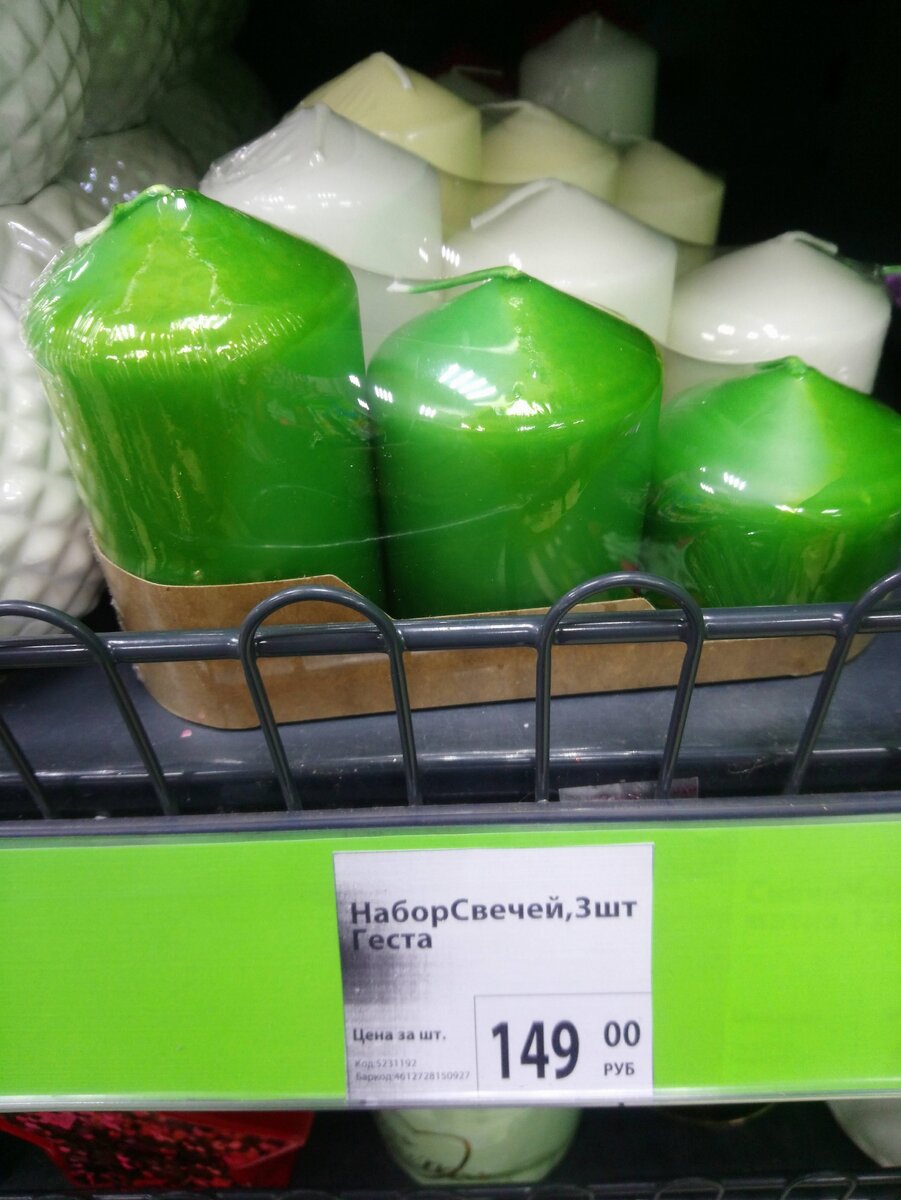 НаборСвечей,3шт
Геста
Цена за шт.
149 00
РУБ
Код:5231192
Баркод:4612728150927